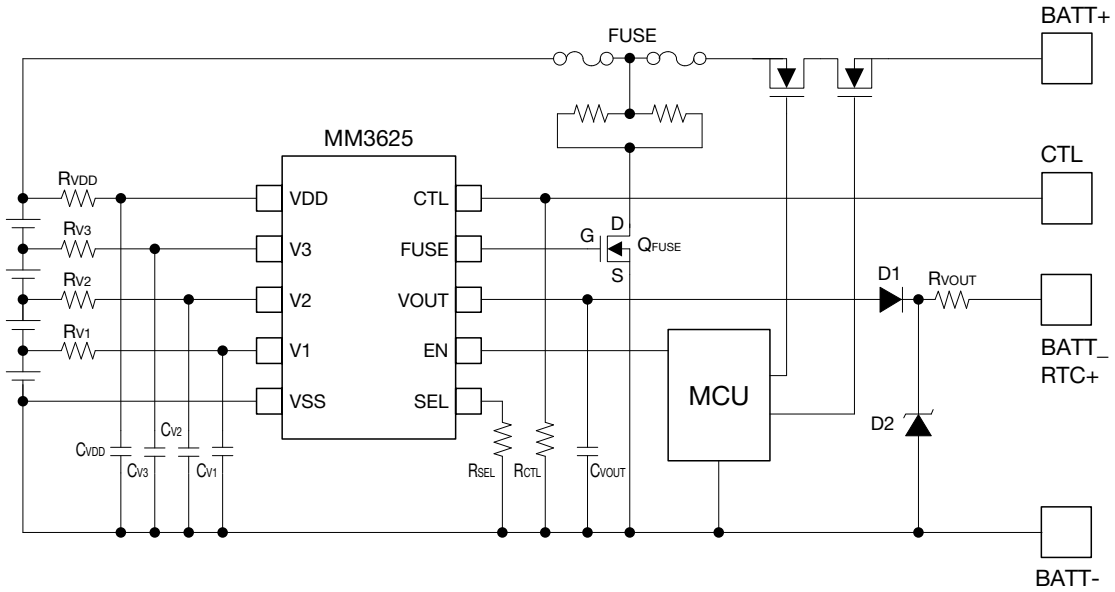 BATT+
FUSE
MM3625
CTL
RVDD
VDD
CTL
RV3
V3
FUSE
G
D
QFUSE
S
RV2
V2
VOUT
D1
RVOUT
RV1
V1
EN
BATT_
RTC+
MCU
VSS
SEL
D2
CVDD
CV3
CV2
CV1
RSEL
RCTL
CVOUT
BATT-